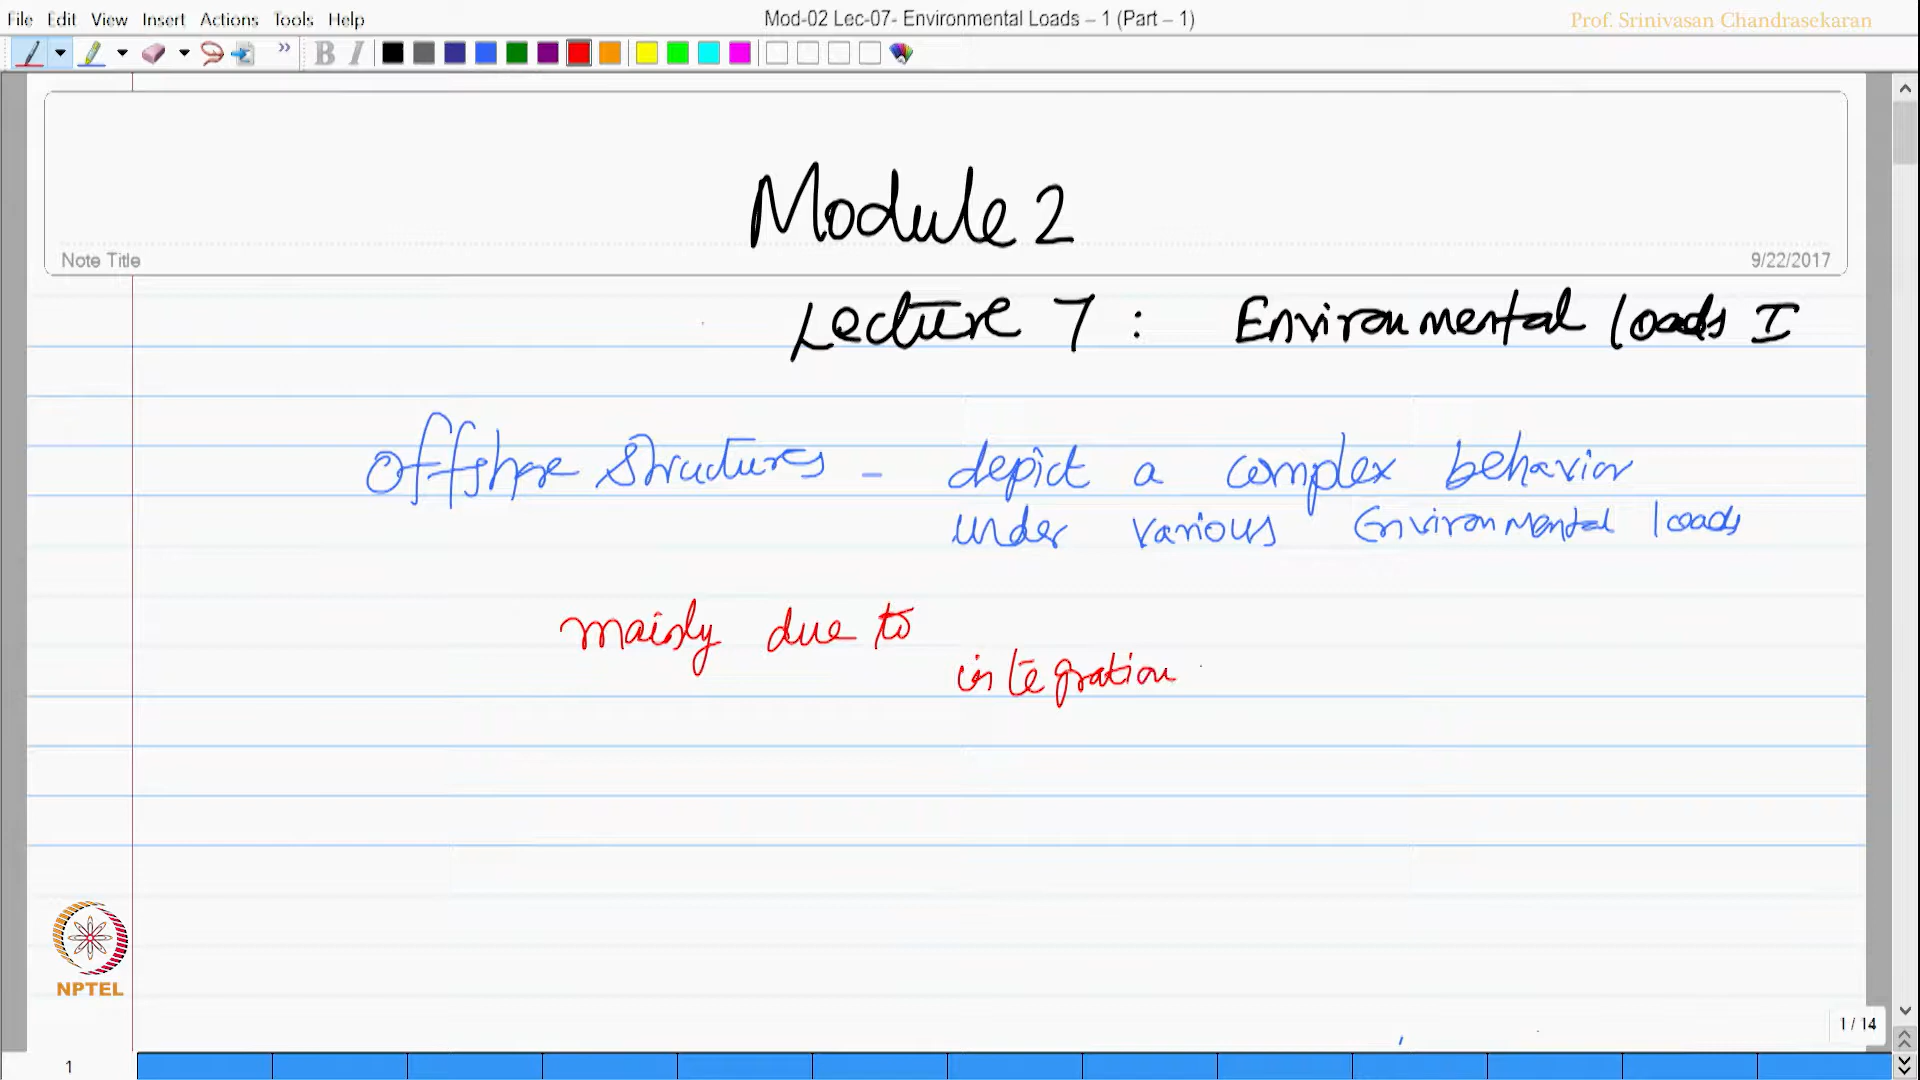 File Edit View Insert Actions Tools Help
Mod-02 Lec-07- Environmental Loads – 1 (Part – 1)
Prof. Srinivasan Chandrasekaran
B I
Module 2
Note Title
9/22/2017
Lecture 7 : Environmental loads I
Offshore structures - depict a complex behavior
under various Environmental loads
mainly due to
integration
NPTEL
1 / 14
1